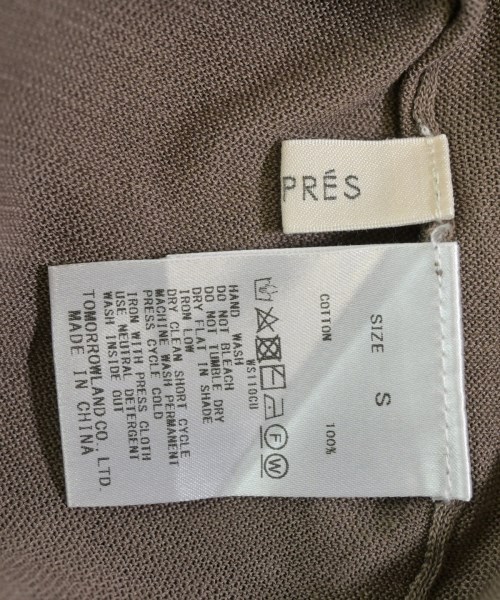 PRÉS
SIZE S
COTTON 100%
WS110CU
HAND WASH
DO NOT BLEACH
DO NOT TUMBLE DRY
DRY FLAT IN SHADE
IRON LOW
DRY CLEAN SHORT CYCLE
MACHINE WASH PERMANENT
PRESS CYCLE COLD
IRON WITH PRESS CLOTH
USE NEUTRAL DETERGENT
WASH INSIDE OUT
TOMORROWLAND CO., LTD.
MADE IN CHINA